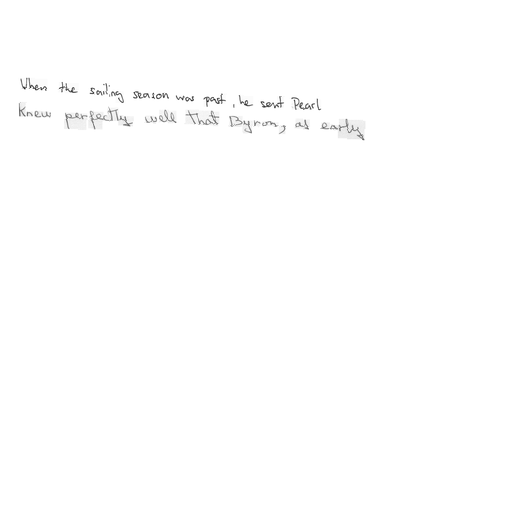 When the sailing season was past, he sent Pearl
Knew perfectly well that Byron, as early